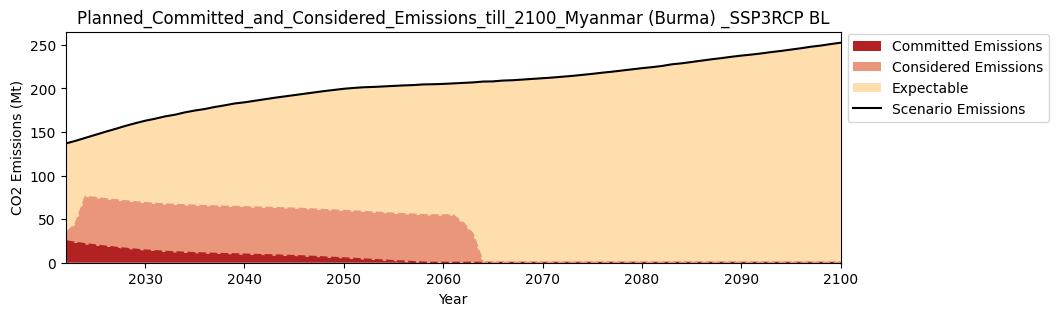 Planned_Committed_and_Considered_Emissions_till_2100_Myanmar (Burma) _SSP3RCP BL
250
200
150
100
50
0
CO2 Emissions (Mt)
2030 2040 2050 2060 2070 2080 2090 2100
Year
Committed Emissions
Considered Emissions
Expectable
Scenario Emissions